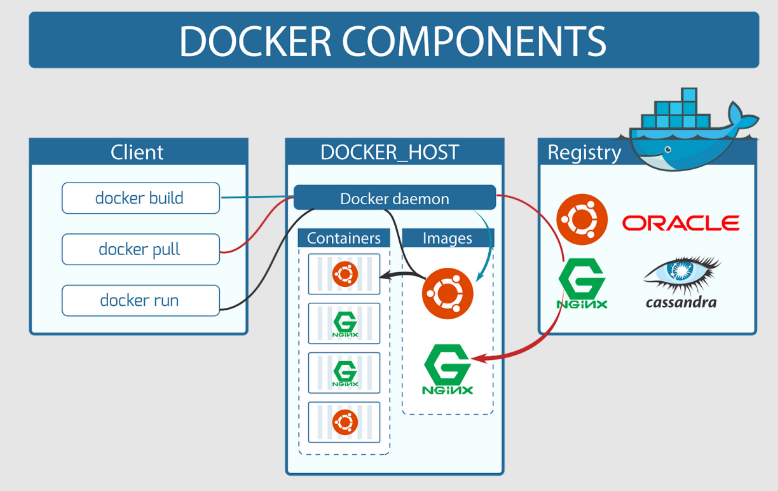 DOCKER COMPONENTS
Client
docker build
docker pull
docker run
DOCKER_HOST
Docker daemon
Containers
NGiNX
NGiNX
Images
NGiNX
Registry
ORACLE
NGiNX
cassandra